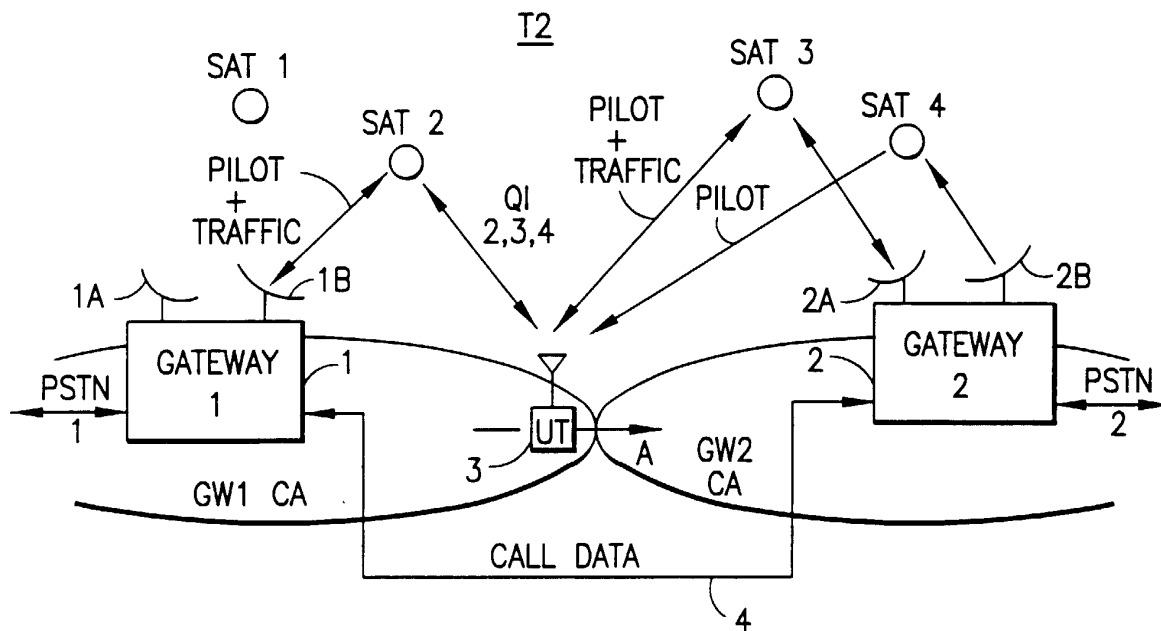 T2
SAT 1
SAT 2
SAT 3
SAT 4
PILOT
+
TRAFFIC
QI
2,3,4
PILOT
+
TRAFFIC
PILOT
1A
1B
2A
2B
GATEWAY
1
1
2
GATEWAY
2
PSTN
1
PSTN
2
UT
3
A
GW1 CA
GW2
CA
CALL DATA
4